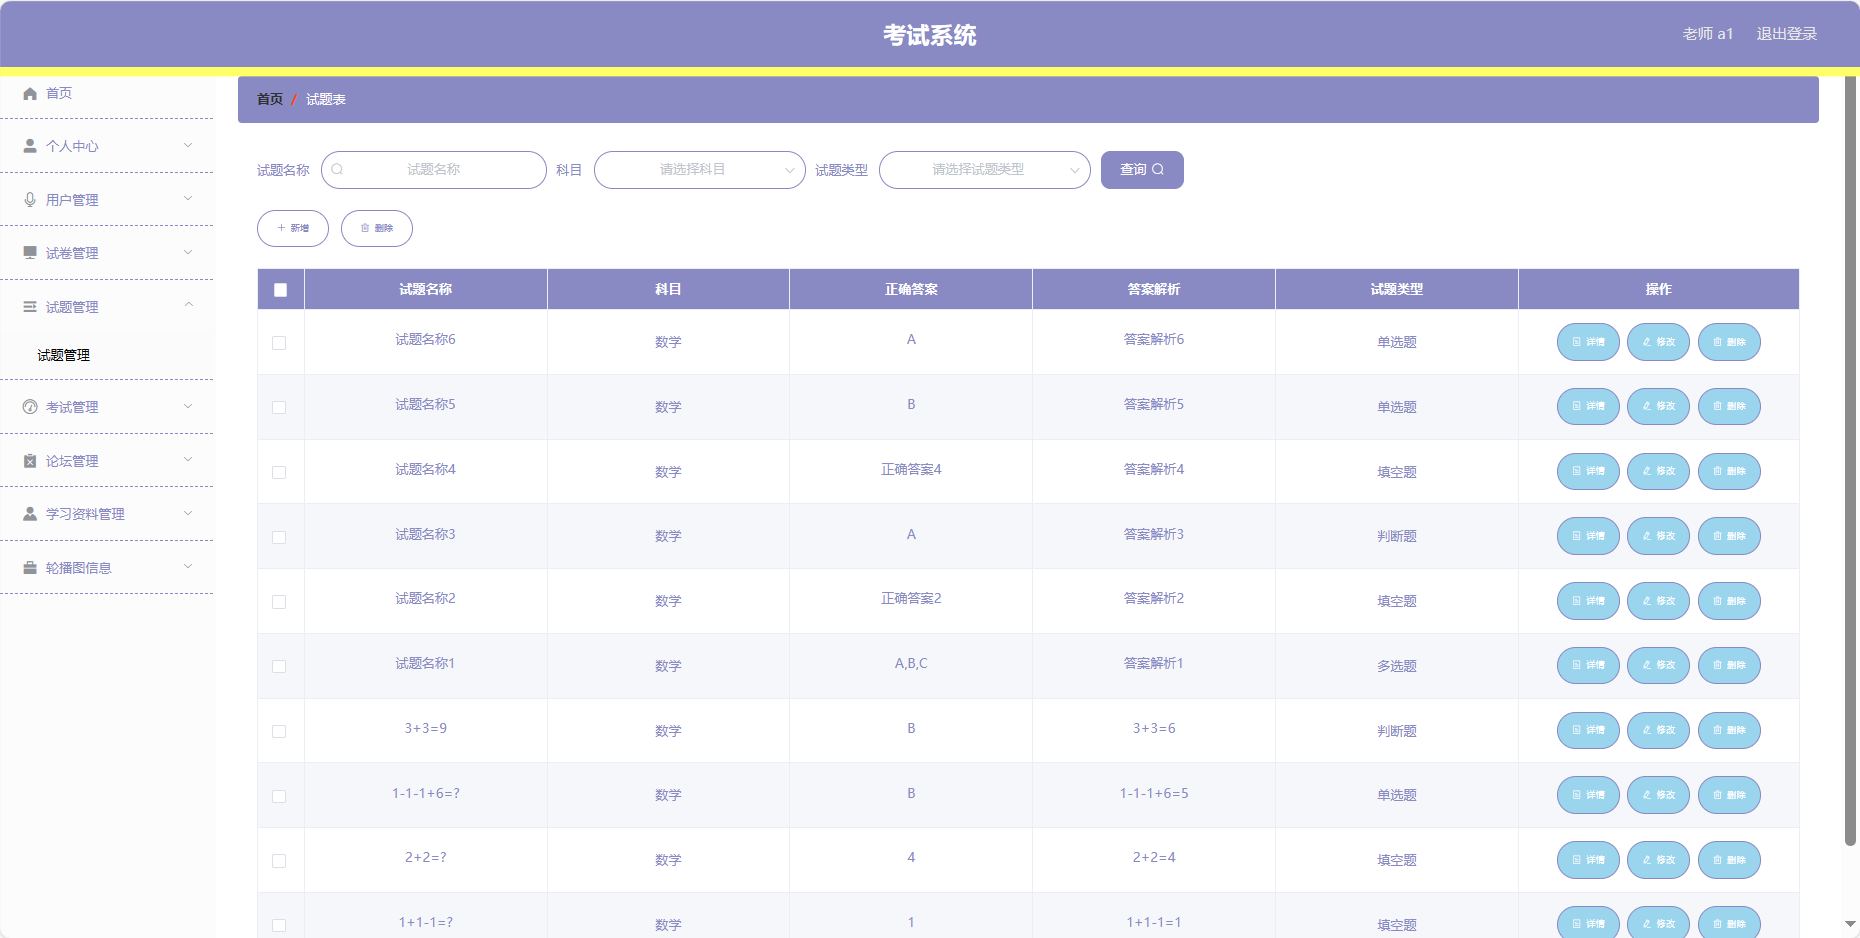 考试系统
老师 a1 退出登录
首页
个人中心
用户管理
试卷管理
试题管理
试题管理
考试管理
论坛管理
学习资料管理
轮播图信息
首页 / 试题表
试题名称 试题名称 科目 请选择科目 试题类型 请选择试题类型 查询
新增 删除
试题名称 科目 正确答案 答案解析 试题类型 操作
试题名称6 数学 A 答案解析6 单选题 详情 修改 删除
试题名称5 数学 B 答案解析5 单选题 详情 修改 删除
试题名称4 数学 正确答案4 答案解析4 填空题 详情 修改 删除
试题名称3 数学 A 答案解析3 判断题 详情 修改 删除
试题名称2 数学 正确答案2 答案解析2 填空题 详情 修改 删除
试题名称1 数学 A,B,C 答案解析1 多选题 详情 修改 删除
3+3=9 数学 B 3+3=6 判断题 详情 修改 删除
1-1-1+6=? 数学 B 1-1-1+6=5 单选题 详情 修改 删除
2+2=? 数学 4 2+2=4 填空题 详情 修改 删除
1+1-1=? 数学 1 1+1-1=1 填空题 详情 修改 删除